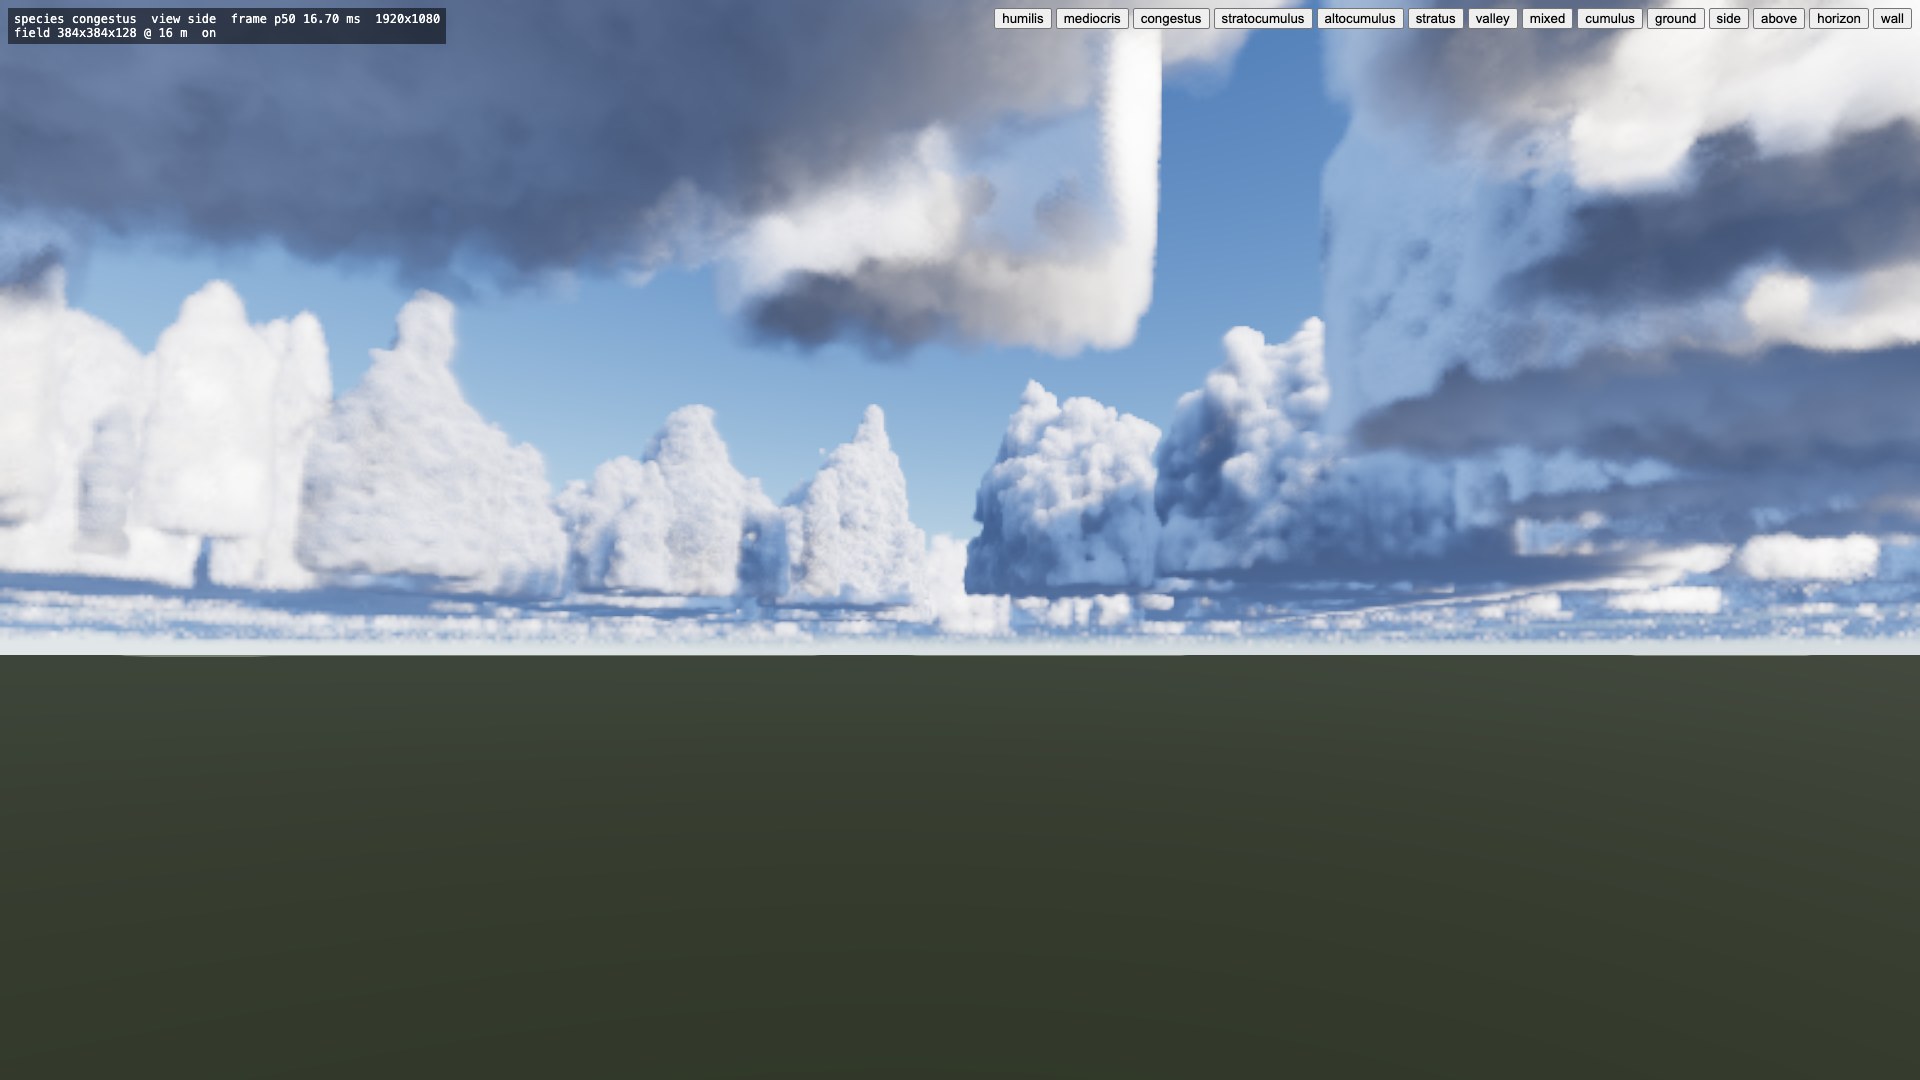 species congestus  view side  frame p50 16.70 ms  1920x1080
field 384x384x128 @ 16 m  on
humilis mediocris congestus stratocumulus altocumulus stratus valley mixed cumulus ground side above horizon wall